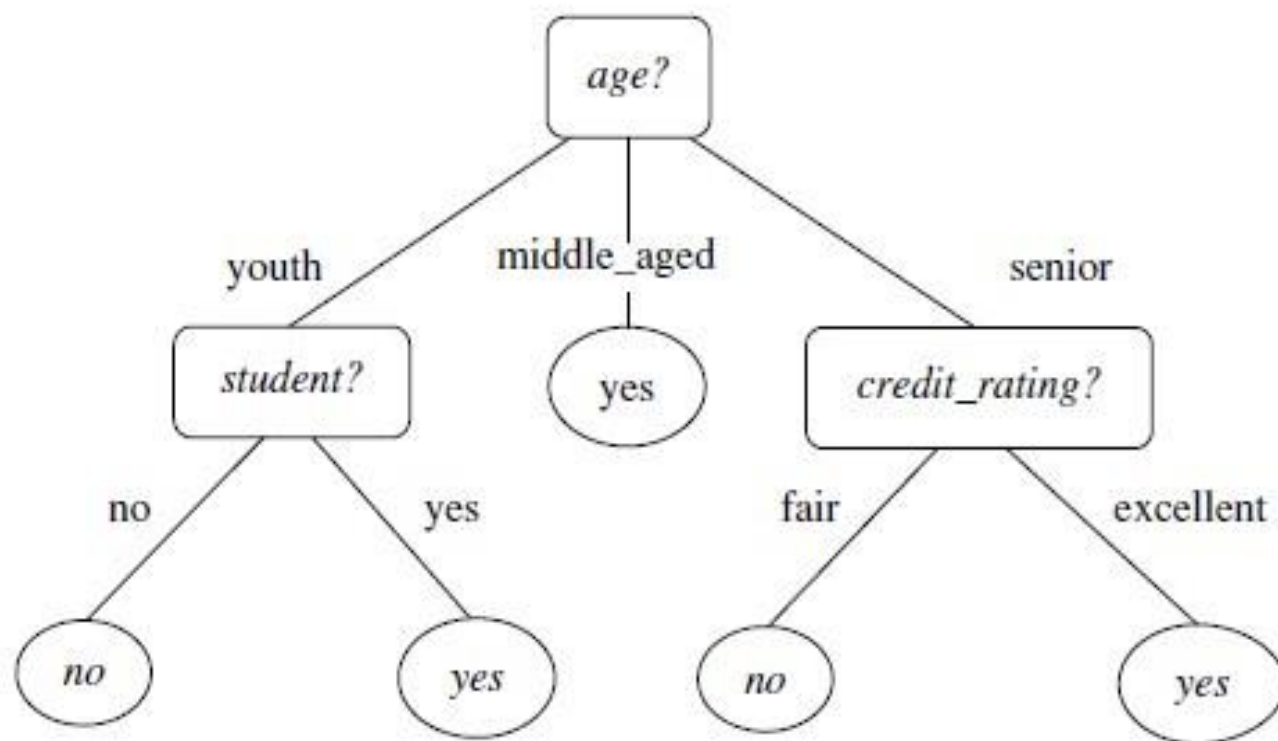 age?
youth
middle_aged
senior
student?
yes
credit_rating?
no
yes
fair
excellent
no
yes
no
yes